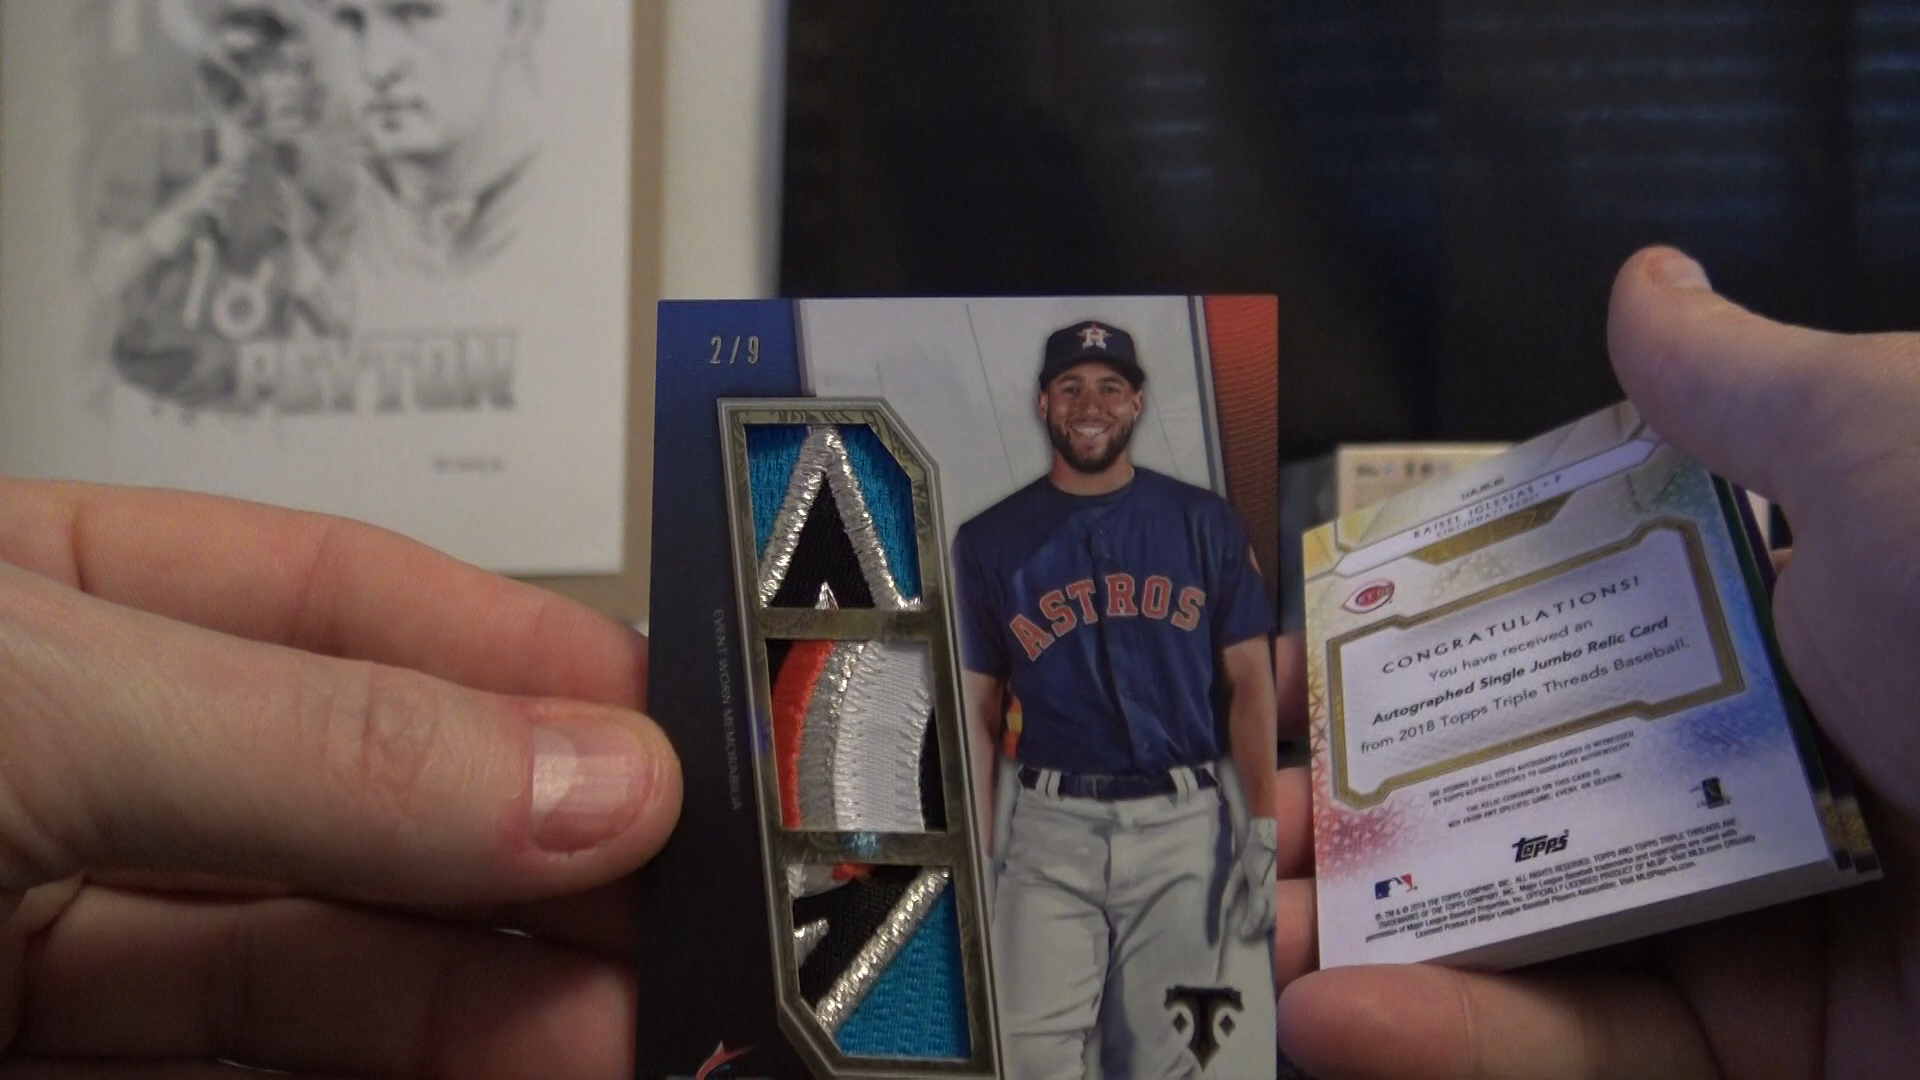 18
PEYTON
2/9
H
EVENT WORN MEMORABILIA
ASTROS
T
RAISEL IGLESIAS • P
CINCINNATI REDS®
REDS
CONGRATULATIONS!
You have received an
Autographed Single Jumbo Relic Card
from 2018 Topps Triple Threads Baseball.
THE SIGNING OF ALL TOPPS AUTOGRAPH CARDS IS WITNESSED
BY TOPPS REPRESENTATIVES TO GUARANTEE AUTHENTICITY.
THE RELIC CONTAINED ON THIS CARD IS
NOT FROM ANY SPECIFIC GAME, EVENT, OR SEASON.
Topps
®, TM & © 2018 THE TOPPS COMPANY, INC. ALL RIGHTS RESERVED. TOPPS AND TOPPS TRIPLE THREADS ARE
TRADEMARKS OF THE TOPPS COMPANY, INC. Major League Baseball trademarks and copyrights are used with
permission of Major League Baseball Properties, Inc. OFFICIALLY LICENSED PRODUCT OF MLBP. Visit MLB.com Officially
Licensed Product of Major League Baseball Players Association. Visit MLBPlayers.com.